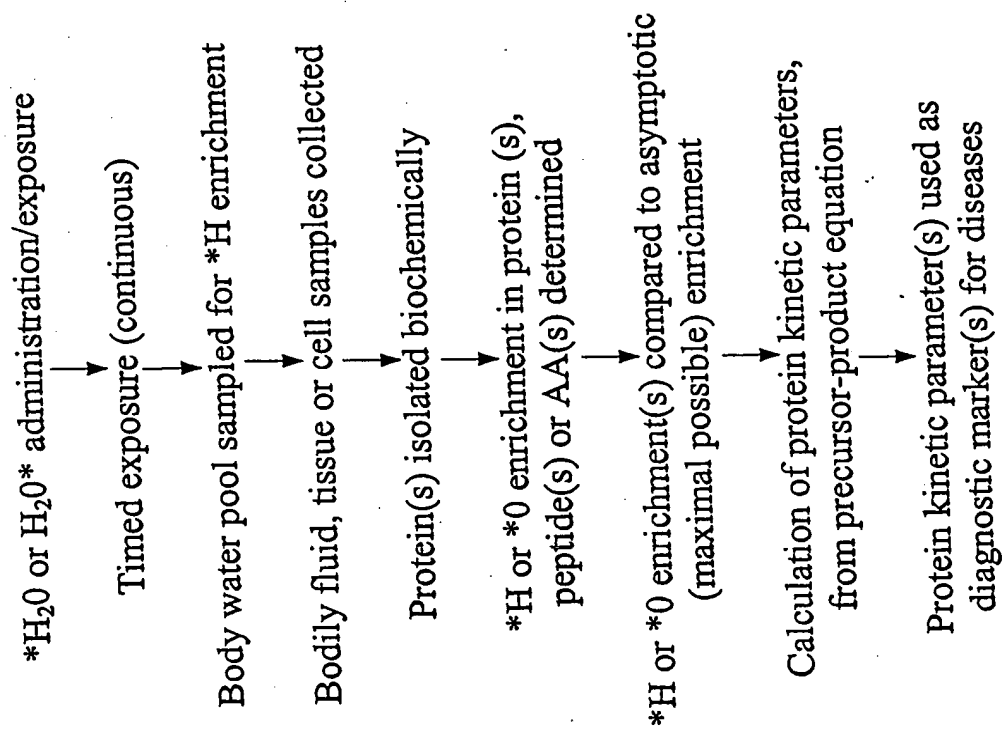 *H₂0 or H₂0* administration/exposure
Timed exposure (continuous)
Body water pool sampled for *H enrichment
Bodily fluid, tissue or cell samples collected
Protein(s) isolated biochemically
*H or *0 enrichment in protein (s),
peptide(s) or AA(s) determined
*H or *0 enrichment(s) compared to asymptotic
(maximal possible) enrichment
Calculation of protein kinetic parameters,
from precursor-product equation
Protein kinetic parameter(s) used as
diagnostic marker(s) for diseases